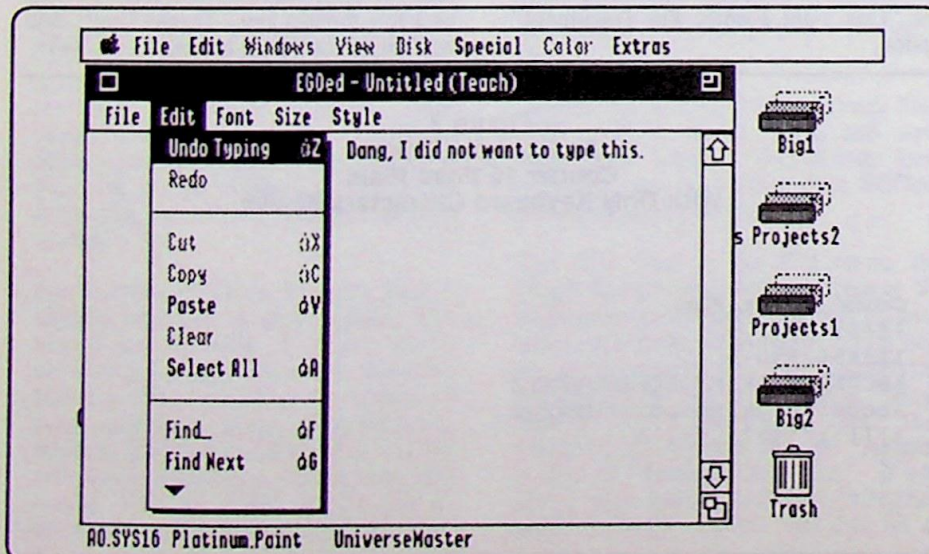 File Edit Windows View Disk Special Color Extras
EGOed - Untitled (Teach)
File Edit Font Size Style
Undo Typing Z
Dang, I did not want to type this.
Redo
Cut X
Copy C
Paste V
Clear
Select All A
Find_ F
Find Next G
Big1
s Projects2
Projects1
Big2
Trash
A0.SYS16 Platinum.Paint UniverseMaster